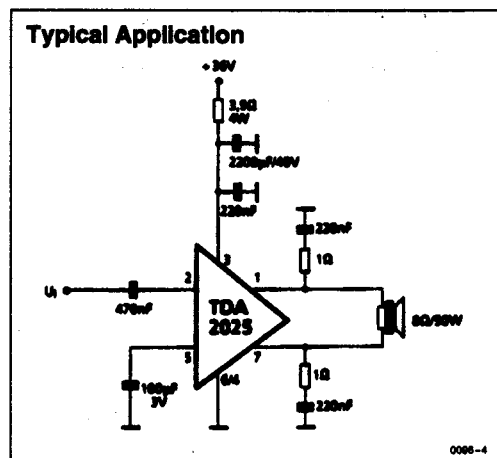 Typical Application
+36V
3,9Ω
4W
2200µF/40V
220nF
3
220nF
1Ω
2
1
Uᵢ
470nF
TDA
2025
8Ω/50W
5
7
6/4
100µF
3V
1Ω
220nF
0096-4